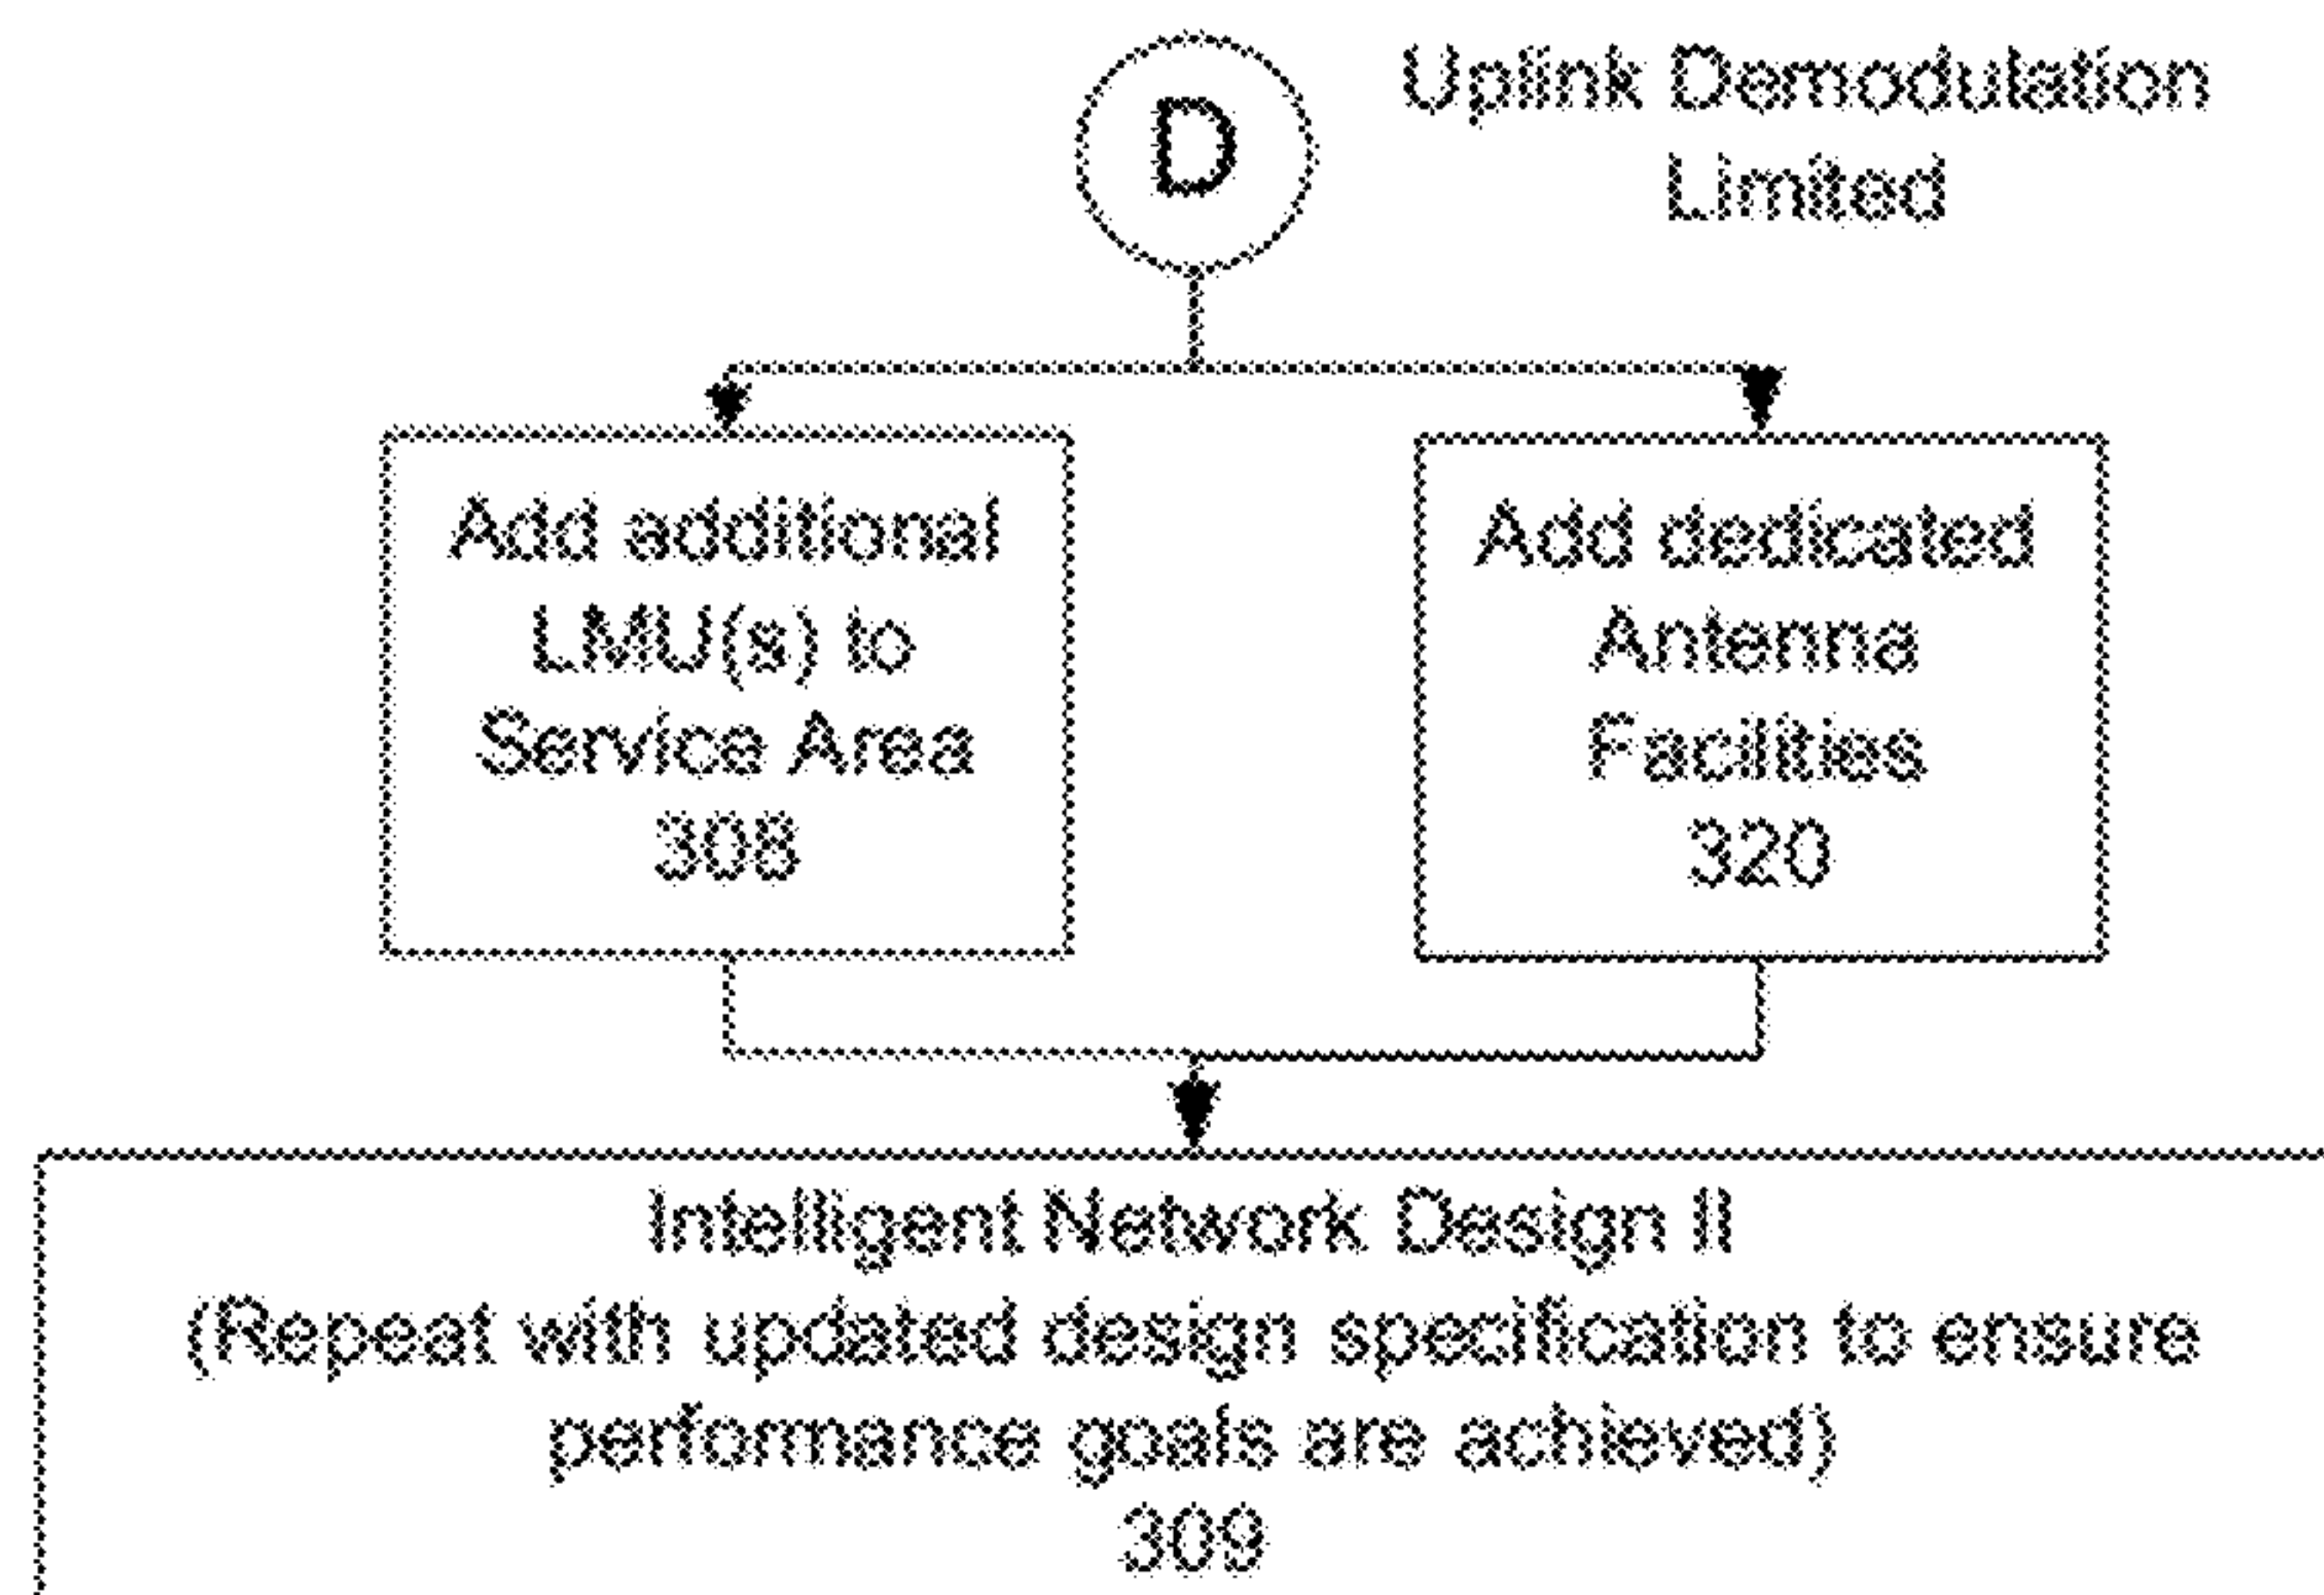 D
Uplink Demodulation
Limited
Add additional
LMU(s) to
Service Area
308
Add dedicated
Antenna
Facilities
320
Intelligent Network Design II
(Repeat with updated design specification to ensure
performance goals are achieved)
309